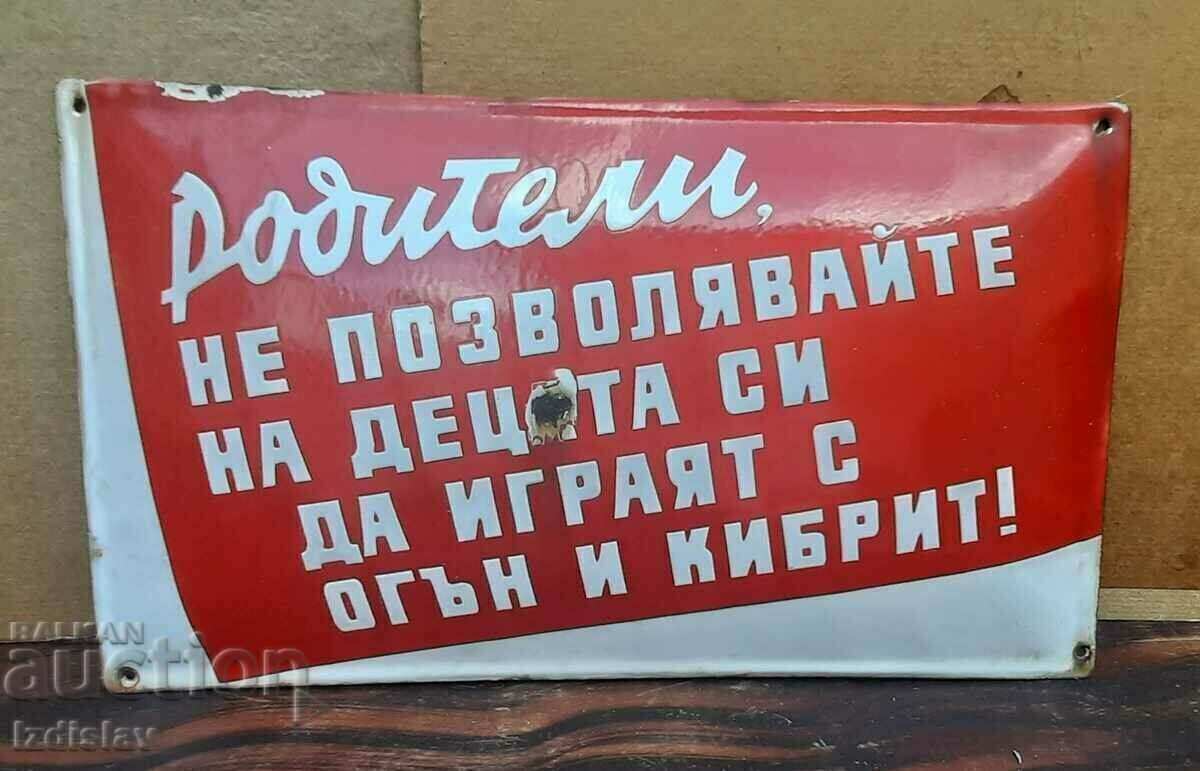 Родители,
НЕ ПОЗВОЛЯВАЙТЕ
НА ДЕЦАТА СИ
ДА ИГРАЯТ С
ОГЪН И КИБРИТ!
BALKAN
auction
Izdislav